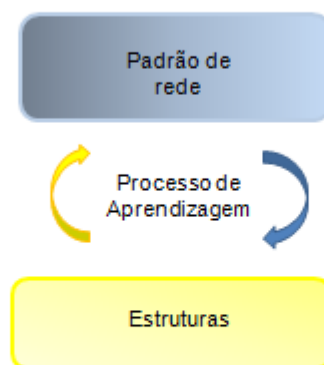 Padrão de
rede
Processo de
Aprendizagem
Estruturas